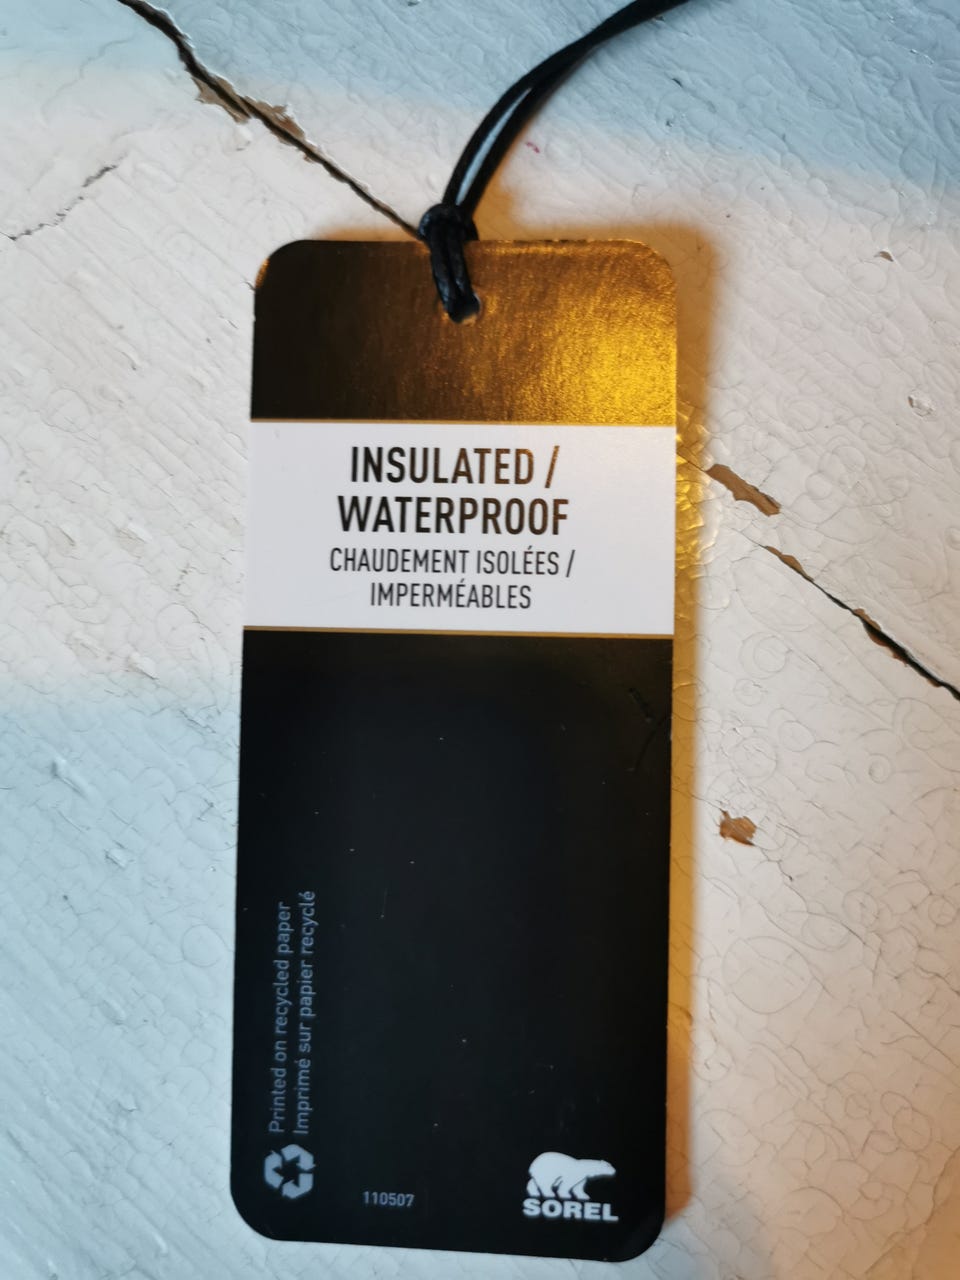 INSULATED /
WATERPROOF
CHAUDEMENT ISOLÉES /
IMPERMÉABLES
Printed on recycled paper
Imprimé sur papier recyclé
110507
SOREL